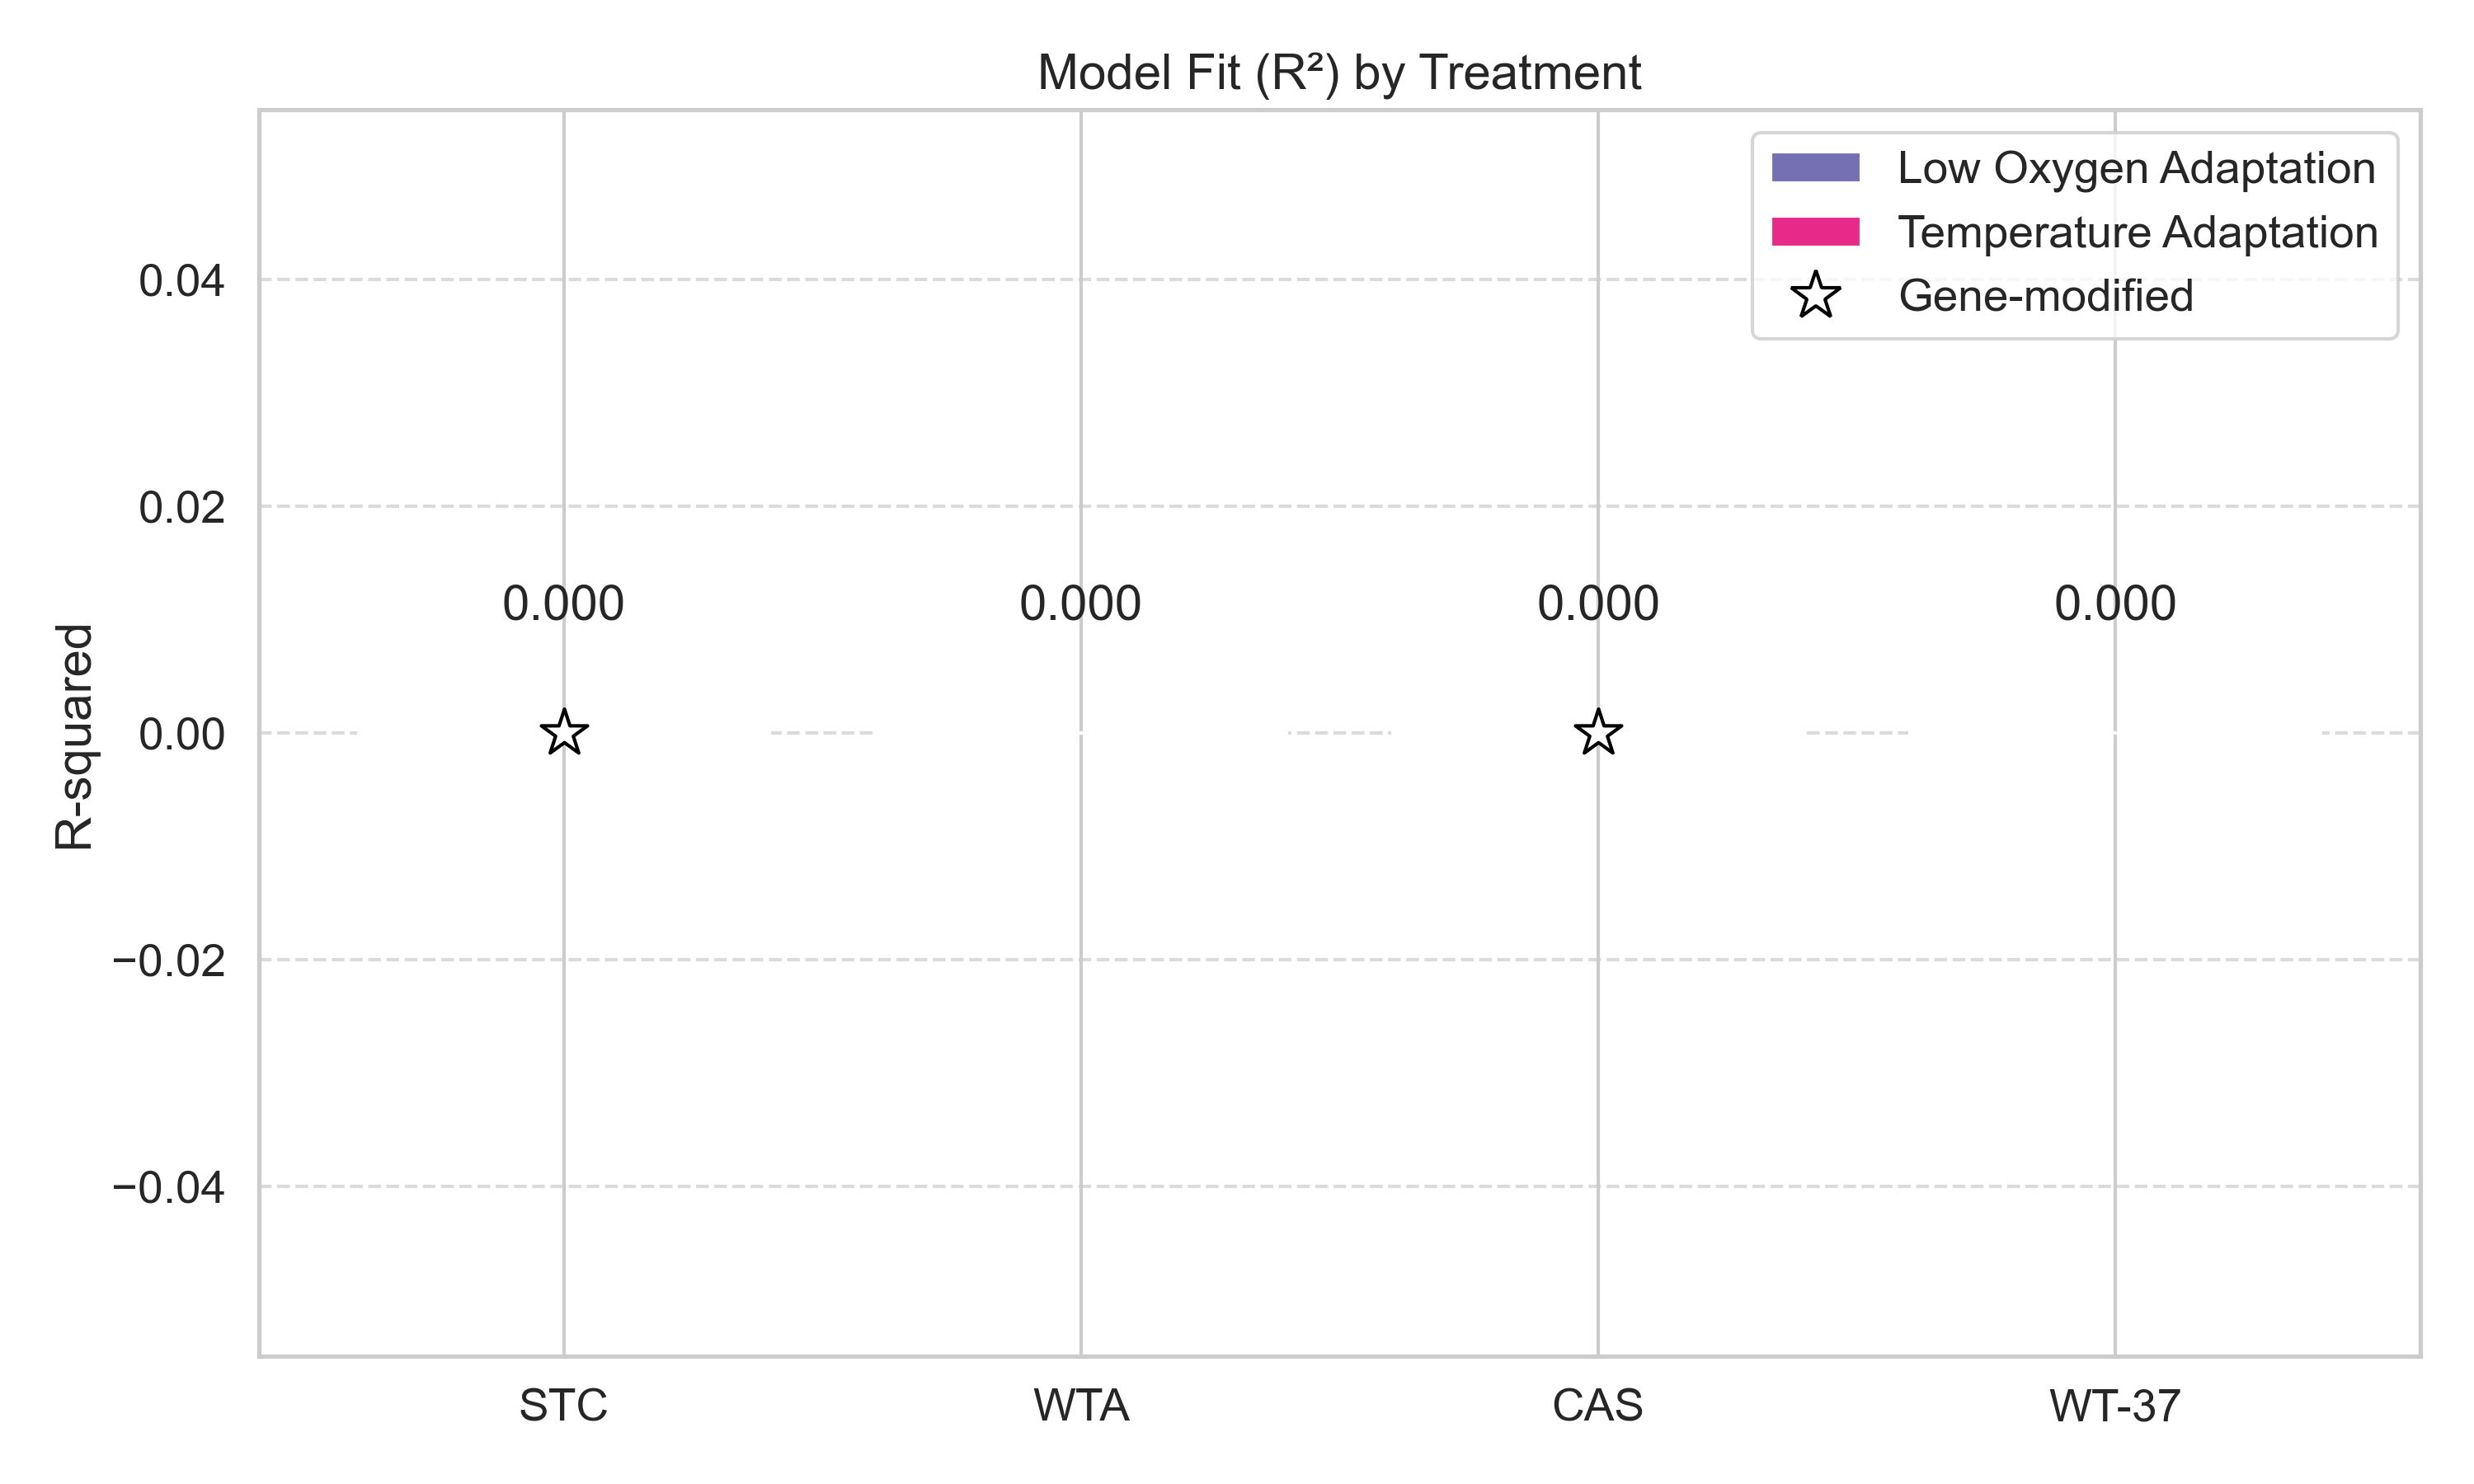 Model Fit (R²) by Treatment
Low Oxygen Adaptation
Temperature Adaptation
Gene-modified
R-squared
0.04
0.02
0.00
−0.02
−0.04
0.000
0.000
0.000
0.000
STC
WTA
CAS
WT-37